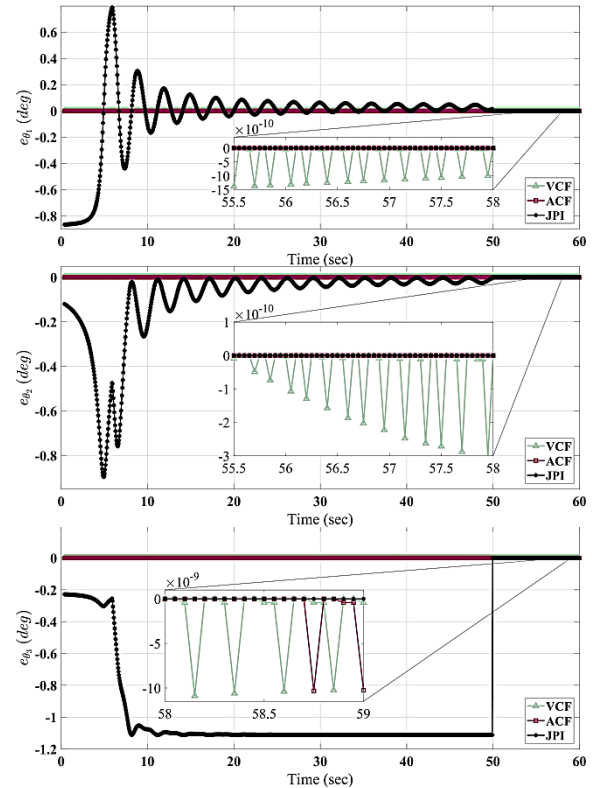 0.6
0.4
0.2
0
-0.2
-0.4
-0.6
-0.8
e_{θ_1} (deg)
×10^{-10}
0
-5
-10
-15
55.5 56 56.5 57 57.5 58
VCF
ACF
JPI
0 10 20 30 40 50 60
Time (sec)
0
-0.2
-0.4
-0.6
-0.8
e_{θ_2} (deg)
×10^{-10}
1
0
-1
-2
-3
55.5 56 56.5 57 57.5 58
VCF
ACF
JPI
0 10 20 30 40 50 60
Time (sec)
0
-0.2
-0.4
-0.6
-0.8
-1
-1.2
e_{θ_3} (deg)
×10^{-9}
0
-5
-10
58 58.5 59
VCF
ACF
JPI
0 10 20 30 40 50 60
Time (sec)